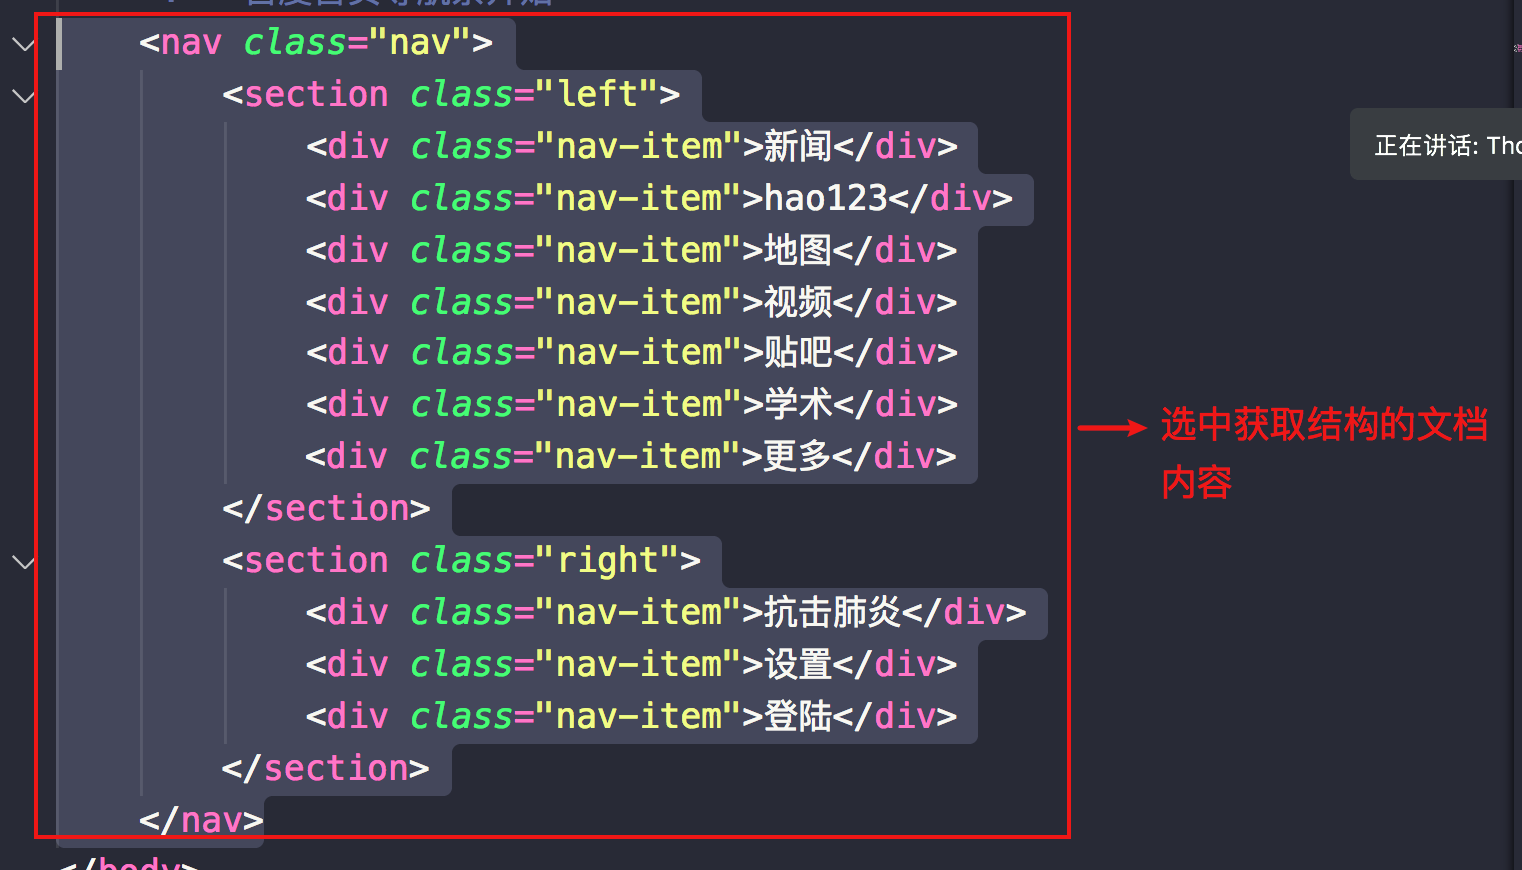 <nav class="nav">
<section class="left">
<div class="nav-item">新闻</div>
<div class="nav-item">hao123</div>
<div class="nav-item">地图</div>
<div class="nav-item">视频</div>
<div class="nav-item">贴吧</div>
<div class="nav-item">学术</div>
<div class="nav-item">更多</div>
</section>
<section class="right">
<div class="nav-item">抗击肺炎</div>
<div class="nav-item">设置</div>
<div class="nav-item">登陆</div>
</section>
</nav>
</body>
正在讲话: Tho
选中获取结构的文档
内容